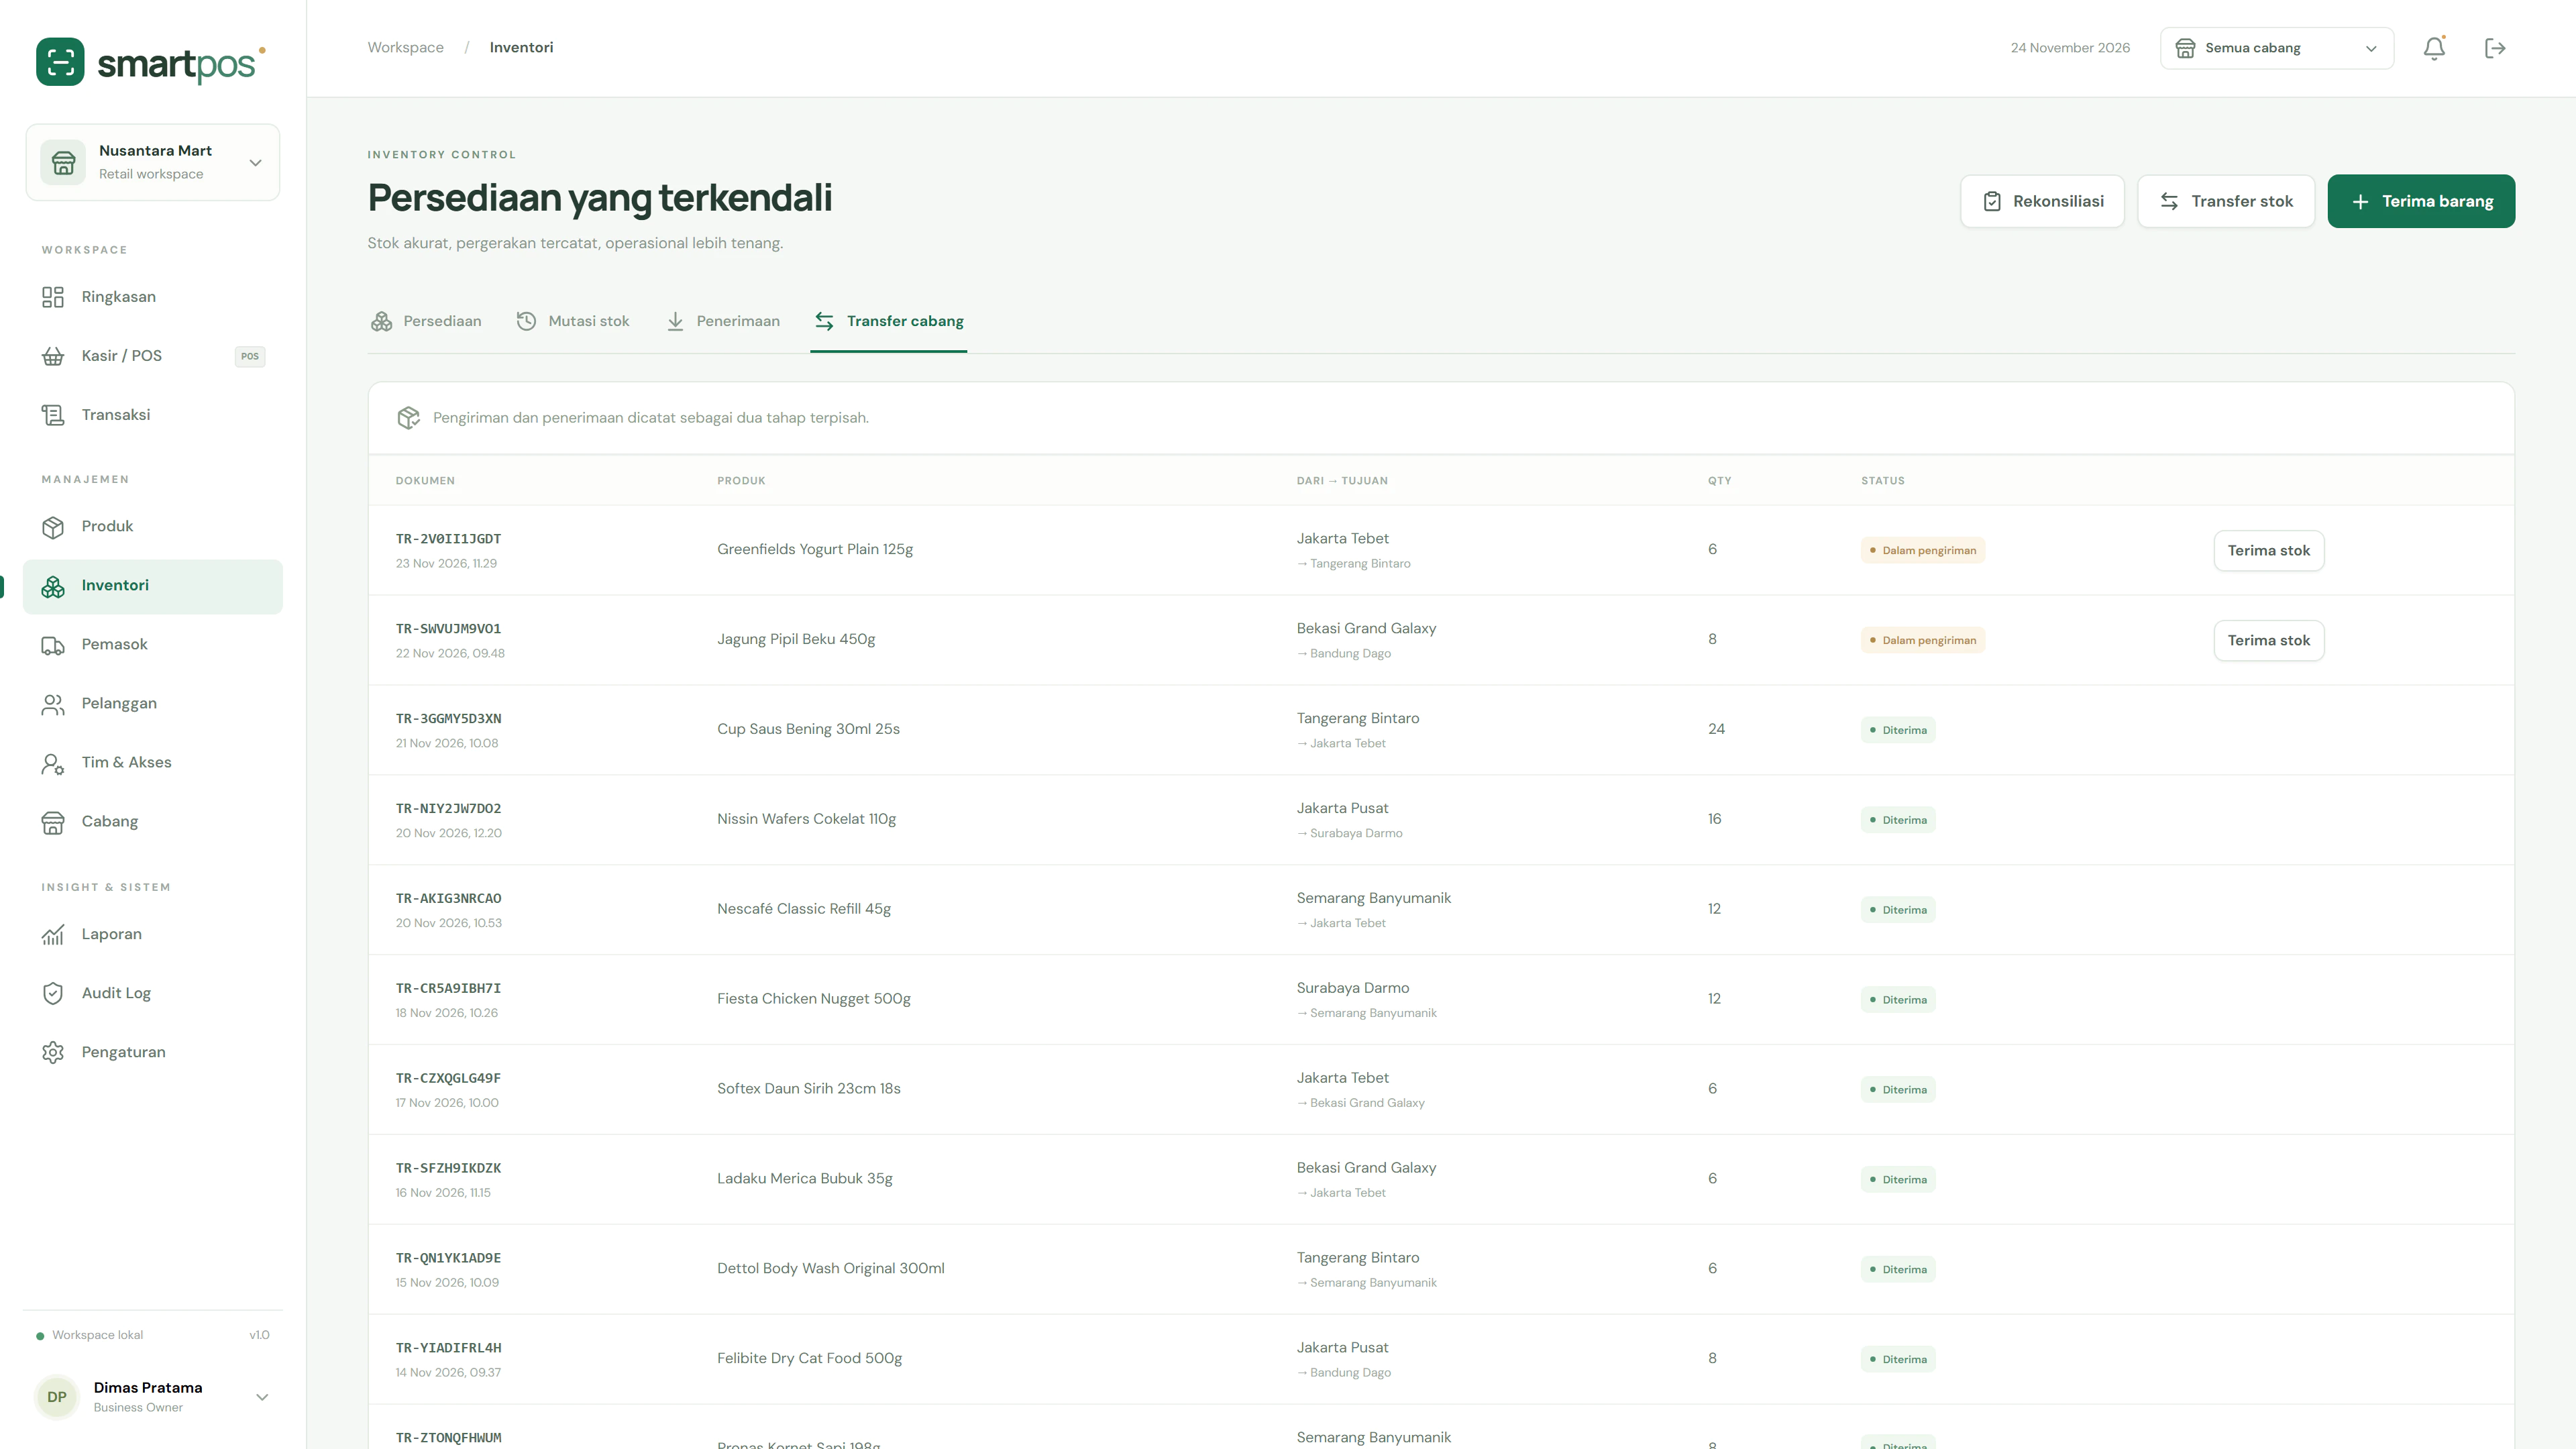 smartpos
Nusantara Mart
Retail workspace
WORKSPACE
Ringkasan
Kasir / POS
POS
Transaksi
MANAJEMEN
Produk
Inventori
Pemasok
Pelanggan
Tim & Akses
Cabang
INSIGHT & SISTEM
Laporan
Audit Log
Pengaturan
Workspace lokal
v1.0
DP
Dimas Pratama
Business Owner
Workspace / Inventori
24 November 2026
Semua cabang
INVENTORY CONTROL
Persediaan yang terkendali
Stok akurat, pergerakan tercatat, operasional lebih tenang.
Rekonsiliasi
Transfer stok
Terima barang
Persediaan
Mutasi stok
Penerimaan
Transfer cabang
Pengiriman dan penerimaan dicatat sebagai dua tahap terpisah.
DOKUMEN PRODUK DARI → TUJUAN QTY STATUS
TR-2V0II1JGDT
23 Nov 2026, 11.29
Greenfields Yogurt Plain 125g
Jakarta Tebet
→ Tangerang Bintaro
6
Dalam pengiriman
Terima stok
TR-SWVUJM9VO1
22 Nov 2026, 09.48
Jagung Pipil Beku 450g
Bekasi Grand Galaxy
→ Bandung Dago
8
Dalam pengiriman
Terima stok
TR-3GGMY5D3XN
21 Nov 2026, 10.08
Cup Saus Bening 30ml 25s
Tangerang Bintaro
→ Jakarta Tebet
24
Diterima
TR-NIY2JW7DO2
20 Nov 2026, 12.20
Nissin Wafers Cokelat 110g
Jakarta Pusat
→ Surabaya Darmo
16
Diterima
TR-AKIG3NRCAO
20 Nov 2026, 10.53
Nescafé Classic Refill 45g
Semarang Banyumanik
→ Jakarta Tebet
12
Diterima
TR-CR5A9IBH7I
18 Nov 2026, 10.26
Fiesta Chicken Nugget 500g
Surabaya Darmo
→ Semarang Banyumanik
12
Diterima
TR-CZXQGLG49F
17 Nov 2026, 10.00
Softex Daun Sirih 23cm 18s
Jakarta Tebet
→ Bekasi Grand Galaxy
6
Diterima
TR-SFZH9IKDZK
16 Nov 2026, 11.15
Ladaku Merica Bubuk 35g
Bekasi Grand Galaxy
→ Jakarta Tebet
6
Diterima
TR-QN1YK1AD9E
15 Nov 2026, 10.09
Dettol Body Wash Original 300ml
Tangerang Bintaro
→ Semarang Banyumanik
6
Diterima
TR-YIADIFRL4H
14 Nov 2026, 09.37
Felibite Dry Cat Food 500g
Jakarta Pusat
→ Bandung Dago
8
Diterima
TR-ZTONQFHWUM
Pronas Kornet Sapi 198g
Semarang Banyumanik
8
Diterima